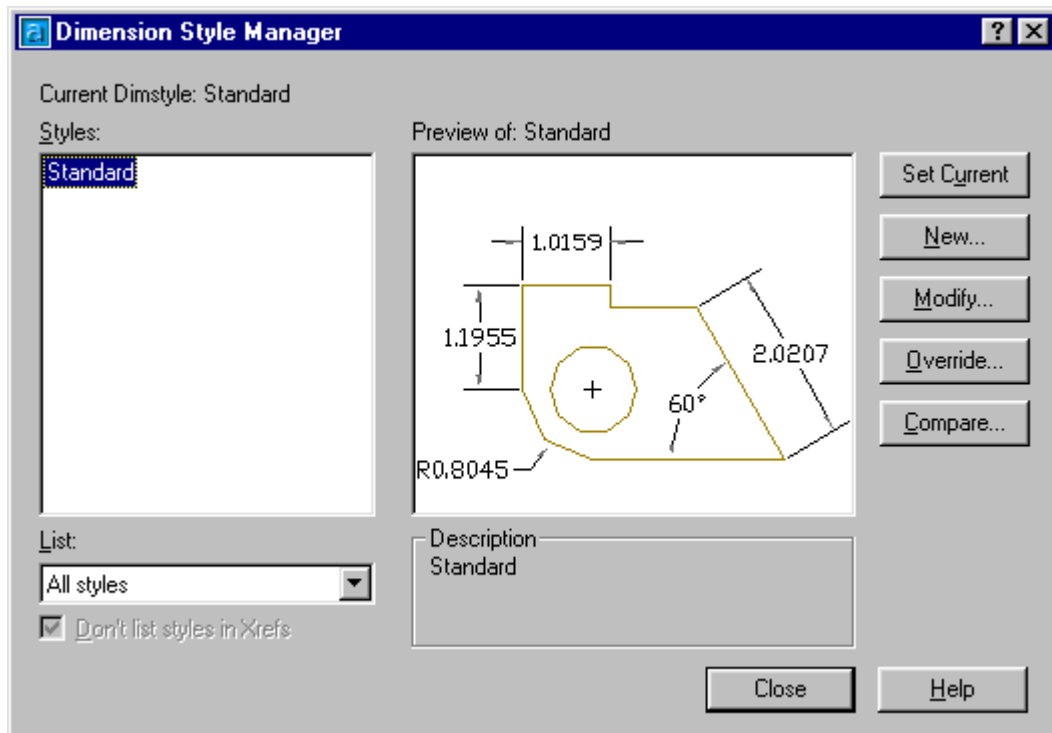 Dimension Style Manager
Current Dimstyle: Standard
Styles:
Standard
Preview of: Standard
1.0159
1.1955
2.0207
60°
R0.8045
Set Current
New...
Modify...
Override...
Compare...
List:
All styles
Don't list styles in Xrefs
Description
Standard
Close
Help